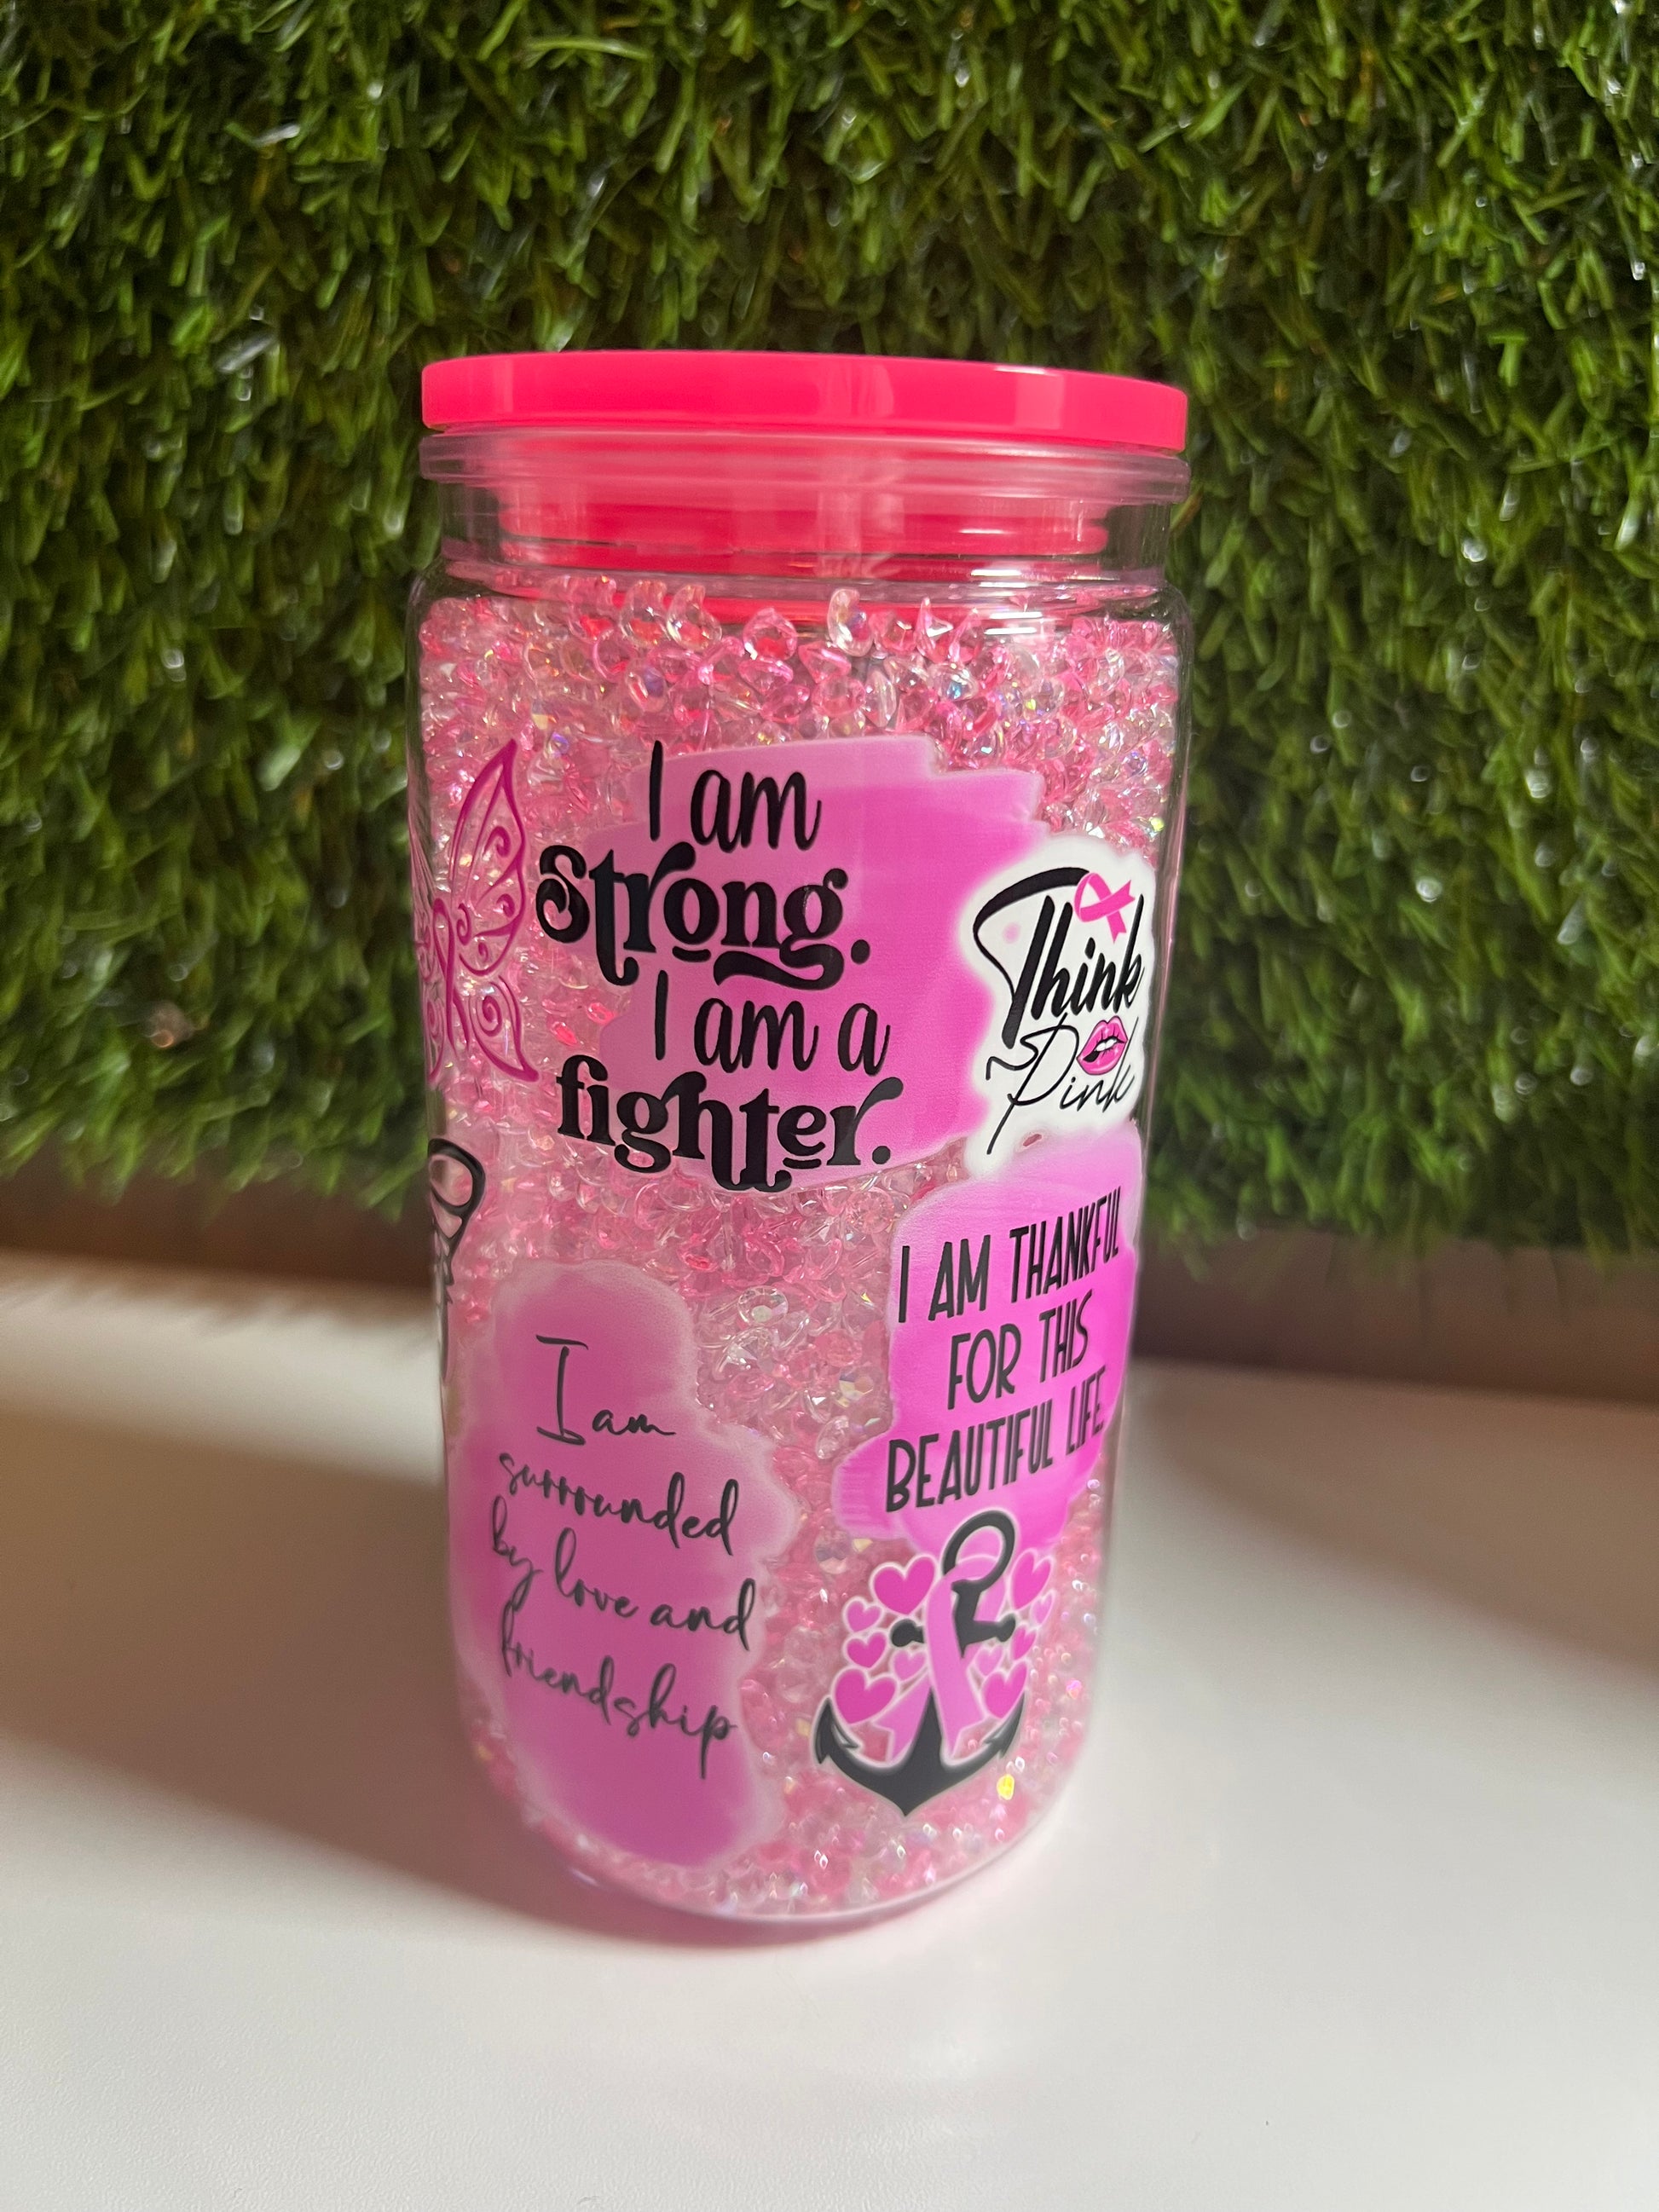 I am
strong.
I am a
fighter.
Think
Pink
I AM THANKFUL
FOR THIS
BEAUTIFUL LIFE
I am
surrounded
by love and
friendship